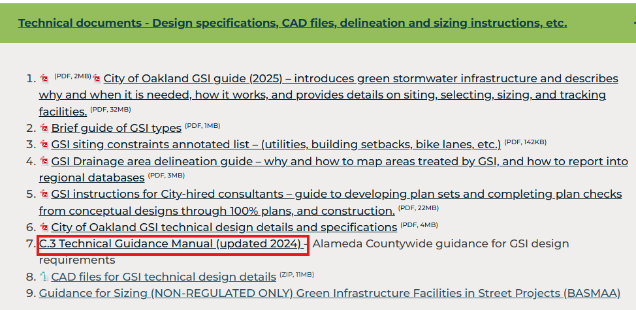 Technical documents - Design specifications, CAD files, delineation and sizing instructions, etc.
1. (PDF, 2MB) City of Oakland GSI guide (2025) – introduces green stormwater infrastructure and describes
why and when it is needed, how it works, and provides details on siting, selecting, sizing, and tracking
facilities. (PDF, 32MB)
2. Brief guide of GSI types (PDF, 1MB)
3. GSI siting constraints annotated list – (utilities, building setbacks, bike lanes, etc.) (PDF, 142KB)
4. GSI Drainage area delineation guide – why and how to map areas treated by GSI, and how to report into
regional databases (PDF, 3MB)
5. GSI instructions for City-hired consultants – guide to developing plan sets and completing plan checks
from conceptual designs through 100% plans, and construction. (PDF, 22MB)
6. City of Oakland GSI technical design details and specifications (PDF, 4MB)
7. C.3 Technical Guidance Manual (updated 2024) - Alameda Countywide guidance for GSI design
requirements
8. CAD files for GSI technical design details (ZIP, 11MB)
9. Guidance for Sizing (NON-REGULATED ONLY) Green Infrastructure Facilities in Street Projects (BASMAA)